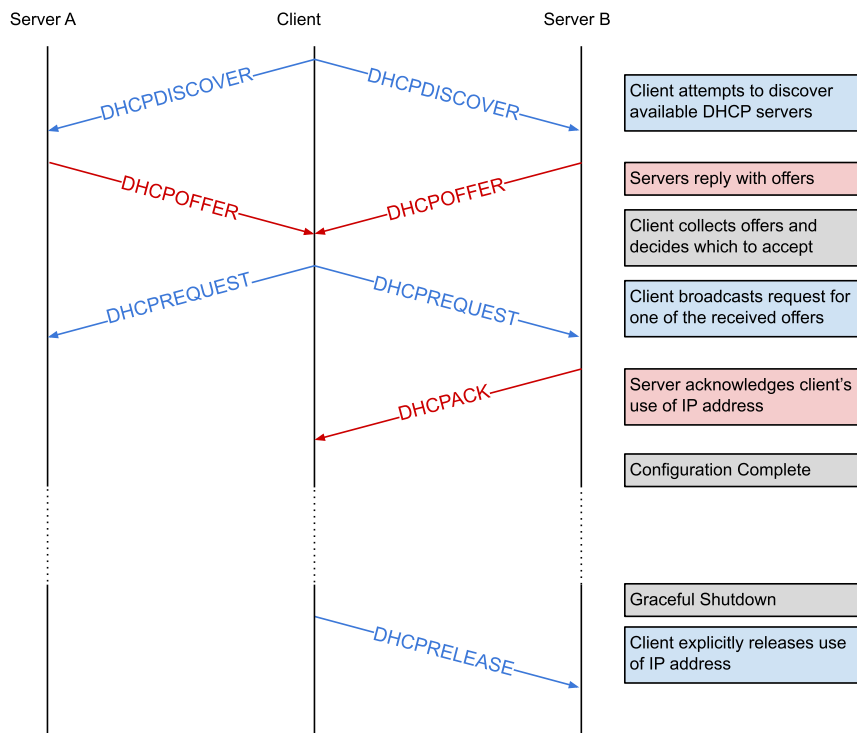 Server A
Client
Server B
DHCPDISCOVER
DHCPDISCOVER
Client attempts to discover
available DHCP servers
DHCPOFFER
DHCPOFFER
Servers reply with offers
Client collects offers and
decides which to accept
DHCPREQUEST
DHCPREQUEST
Client broadcasts request for
one of the received offers
DHCPACK
Server acknowledges client’s
use of IP address
Configuration Complete
Graceful Shutdown
DHCPRELEASE
Client explicitly releases use
of IP address